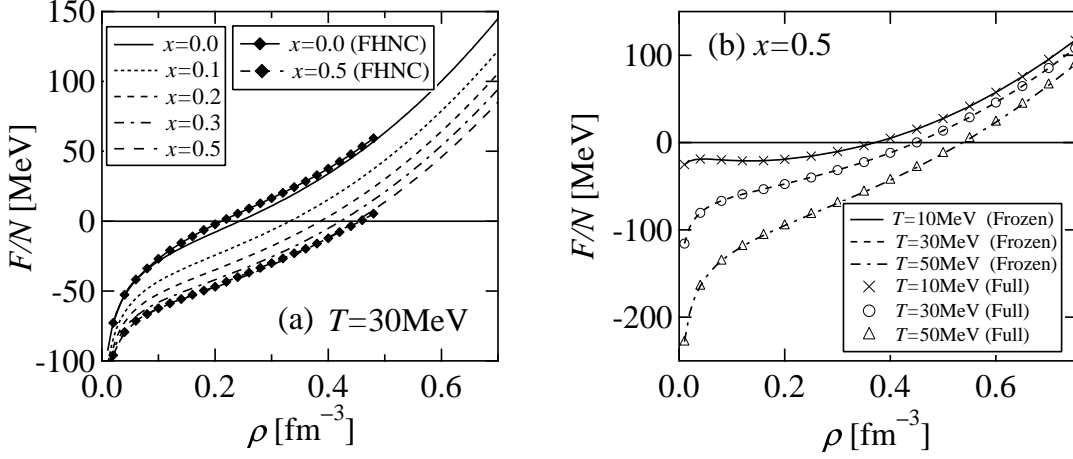 150
100
50
0
-50
-100
F/N [MeV]
x=0.0
x=0.1
x=0.2
x=0.3
x=0.5
x=0.0 (FHNC)
x=0.5 (FHNC)
(a) T=30MeV
0.0 0.2 0.4 0.6
ρ [fm⁻³]
100
0
-100
-200
F/N [MeV]
(b) x=0.5
T=10MeV (Frozen)
T=30MeV (Frozen)
T=50MeV (Frozen)
T=10MeV (Full)
T=30MeV (Full)
T=50MeV (Full)
0.0 0.2 0.4 0.6
ρ [fm⁻³]